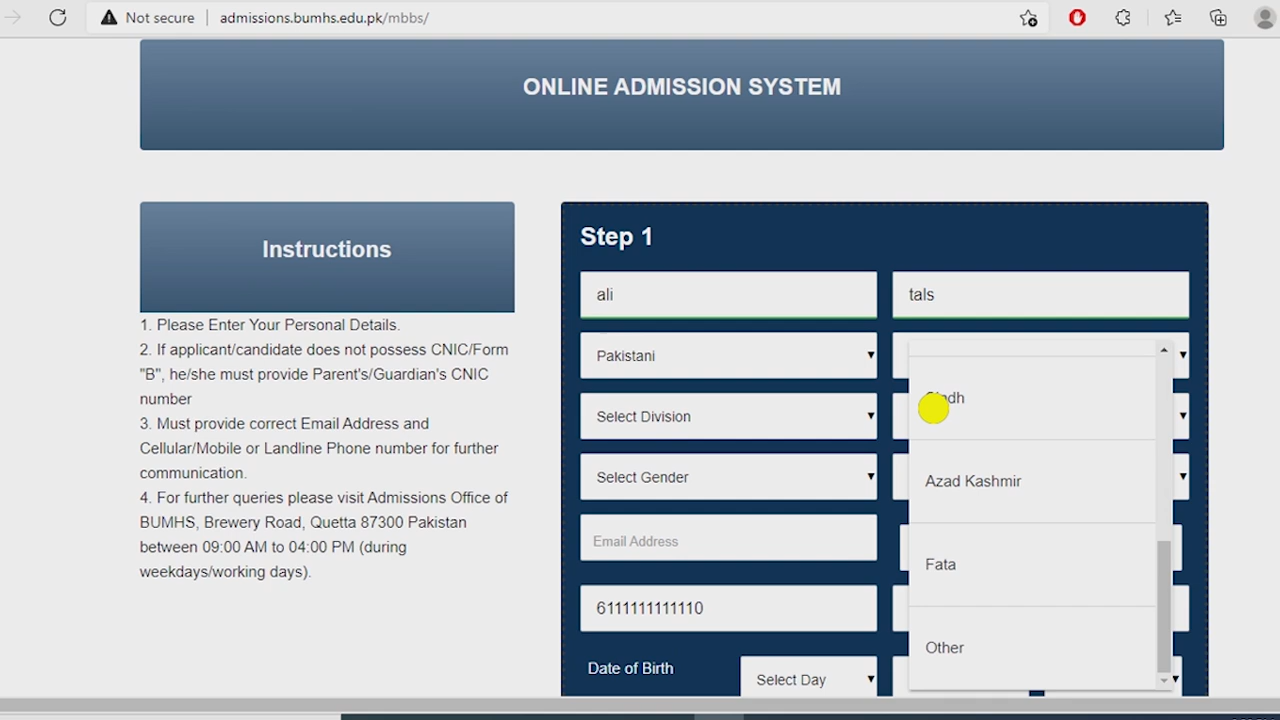 Not secure
admissions.bumhs.edu.pk/mbbs/
ONLINE ADMISSION SYSTEM
Instructions
1. Please Enter Your Personal Details.
2. If applicant/candidate does not possess CNIC/Form
"B", he/she must provide Parent's/Guardian's CNIC
number
3. Must provide correct Email Address and
Cellular/Mobile or Landline Phone number for further
communication.
4. For further queries please visit Admissions Office of
BUMHS, Brewery Road, Quetta 87300 Pakistan
between 09:00 AM to 04:00 PM (during
weekdays/working days).
Step 1
ali
tals
Pakistani
Select Division
Sindh
Azad Kashmir
Select Gender
Email Address
Fata
6111111111110
Other
Date of Birth
Select Day